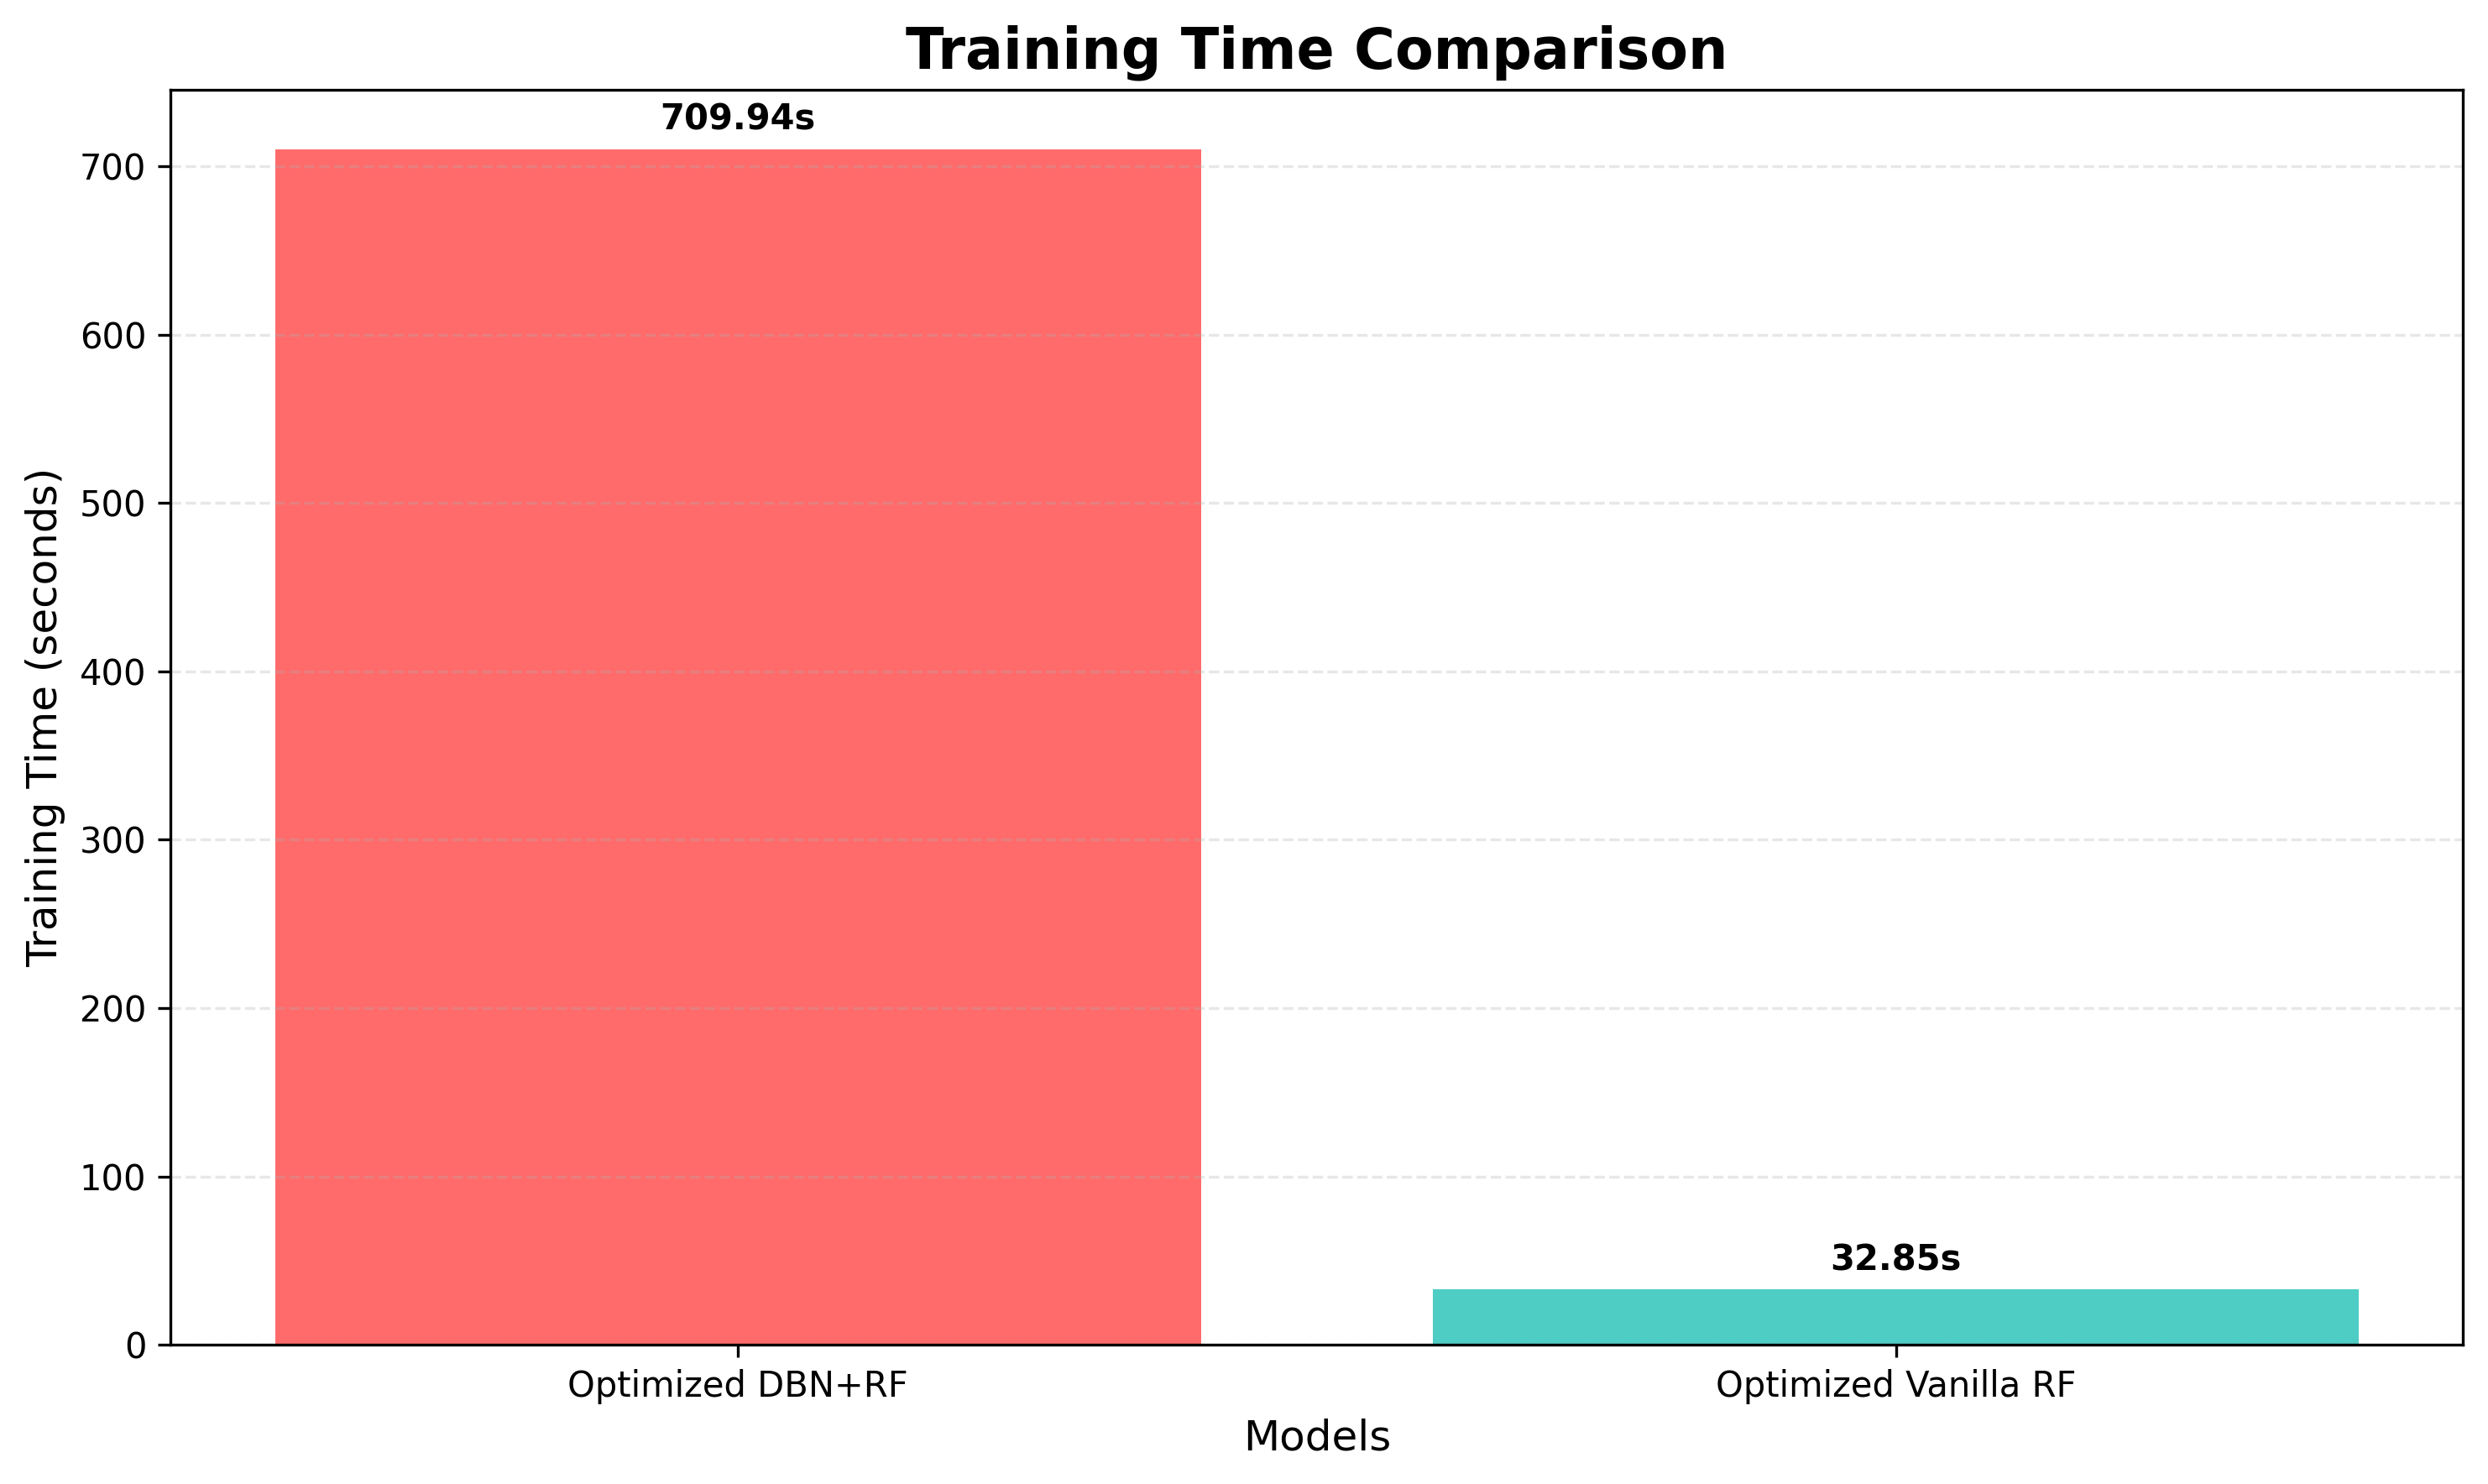 Training Time Comparison
709.94s
700
600
500
400
300
200
100
0
Training Time (seconds)
32.85s
Optimized DBN+RF
Optimized Vanilla RF
Models